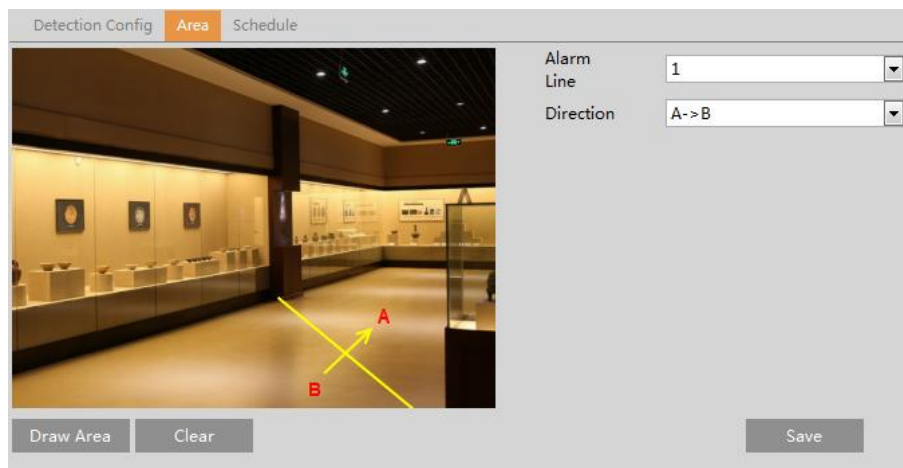 Detection Config Area Schedule
Alarm
Line
1
Direction
A->B
A
B
Draw Area
Clear
Save